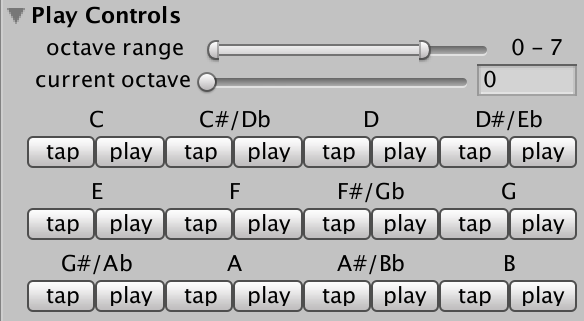 Play Controls
octave range 0 – 7
current octave 0
C C#/Db D D#/Eb
tap play tap play tap play tap play
E F F#/Gb G
tap play tap play tap play tap play
G#/Ab A A#/Bb B
tap play tap play tap play tap play